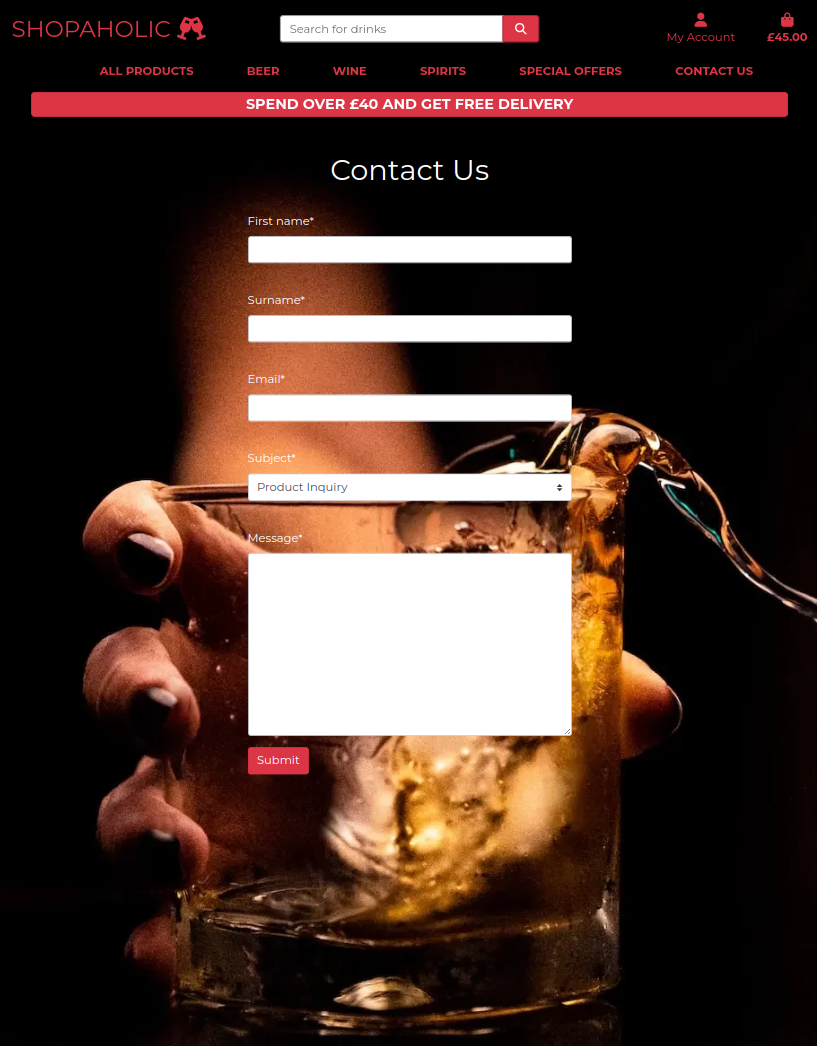 SHOPAHOLIC
Search for drinks
My Account
£45.00
ALL PRODUCTS BEER WINE SPIRITS SPECIAL OFFERS CONTACT US
SPEND OVER £40 AND GET FREE DELIVERY
Contact Us
First name*
Surname*
Email*
Subject*
Product Inquiry
Message*
Submit